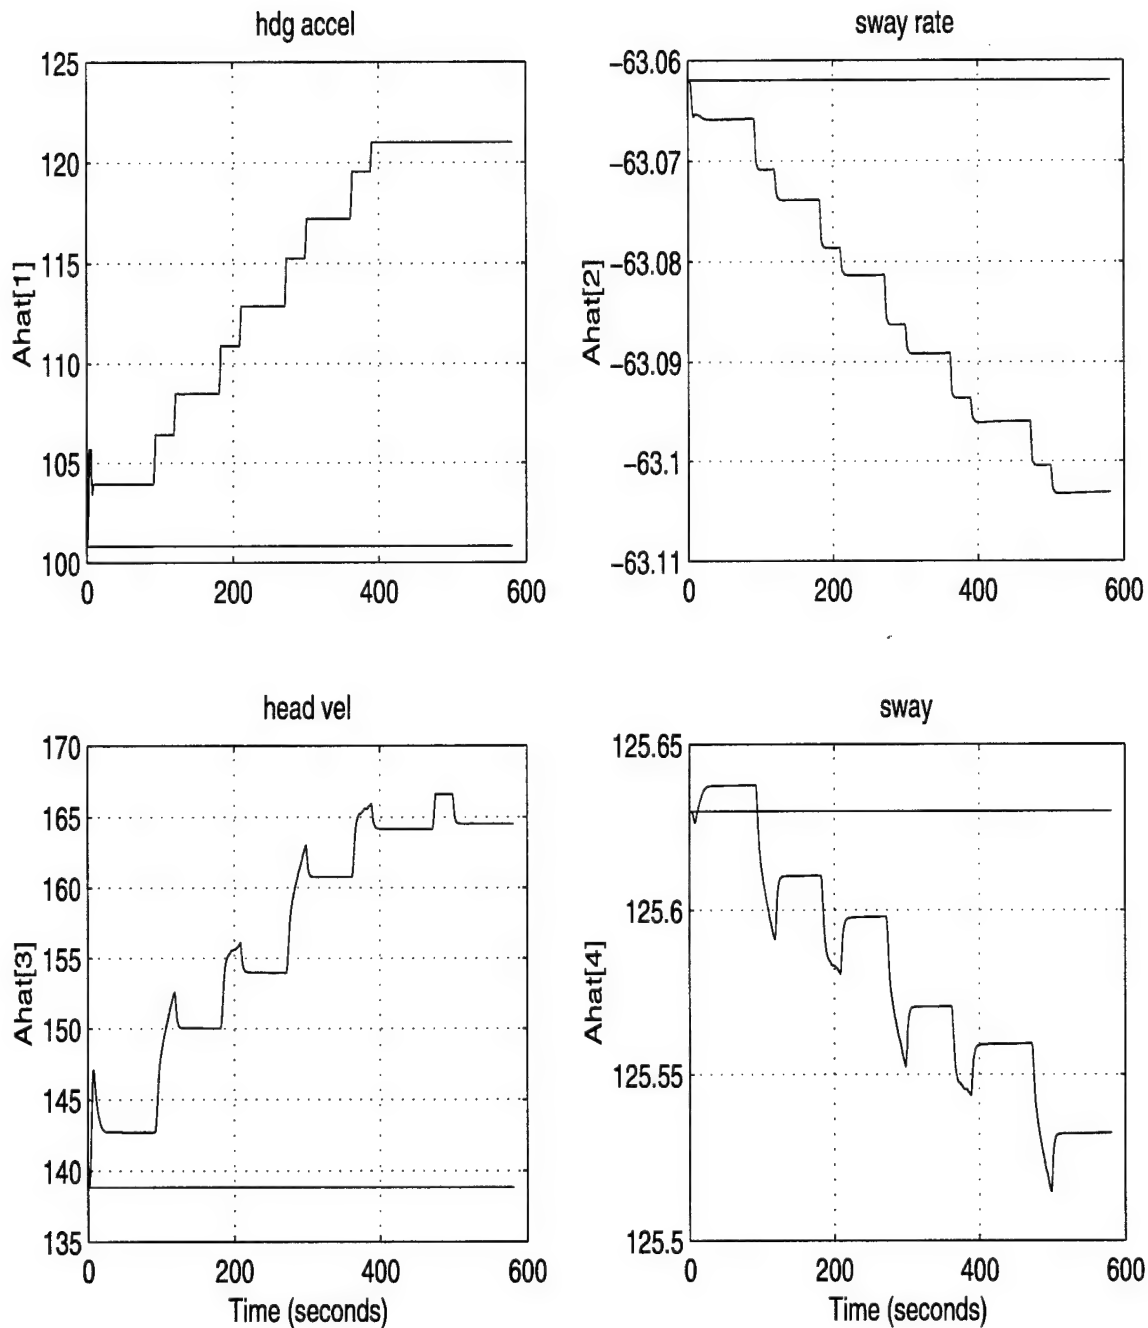 hdg accel
125
120
115
110
105
100
Ahat[1]
0 200 400 600
sway rate
-63.06
-63.07
-63.08
-63.09
-63.1
-63.11
Ahat[2]
0 200 400 600
head vel
170
165
160
155
150
145
140
135
Ahat[3]
0 200 400 600
Time (seconds)
sway
125.65
125.6
125.55
125.5
Ahat[4]
0 200 400 600
Time (seconds)